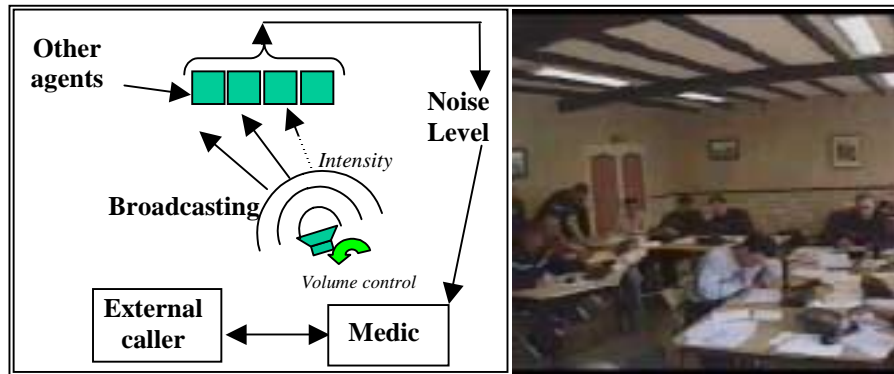 Other
agents
Noise
Level
Intensity
Broadcasting
Volume control
External
caller
Medic